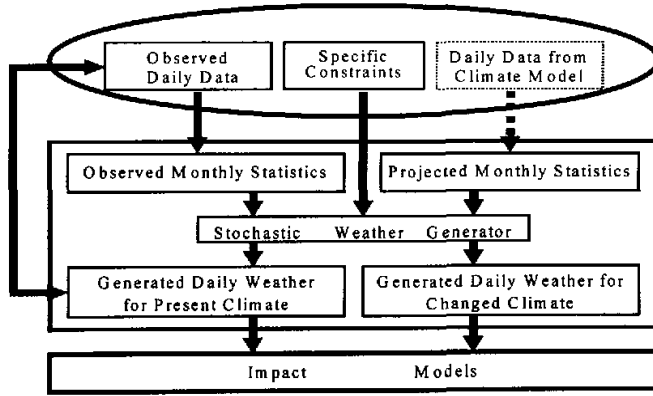 Observed
Daily Data
Specific
Constraints
Daily Data from
Climate Model
Observed Monthly Statistics
Projected Monthly Statistics
Stochastic Weather Generator
Generated Daily Weather
for Present Climate
Generated Daily Weather for
Changed Climate
Impact Models